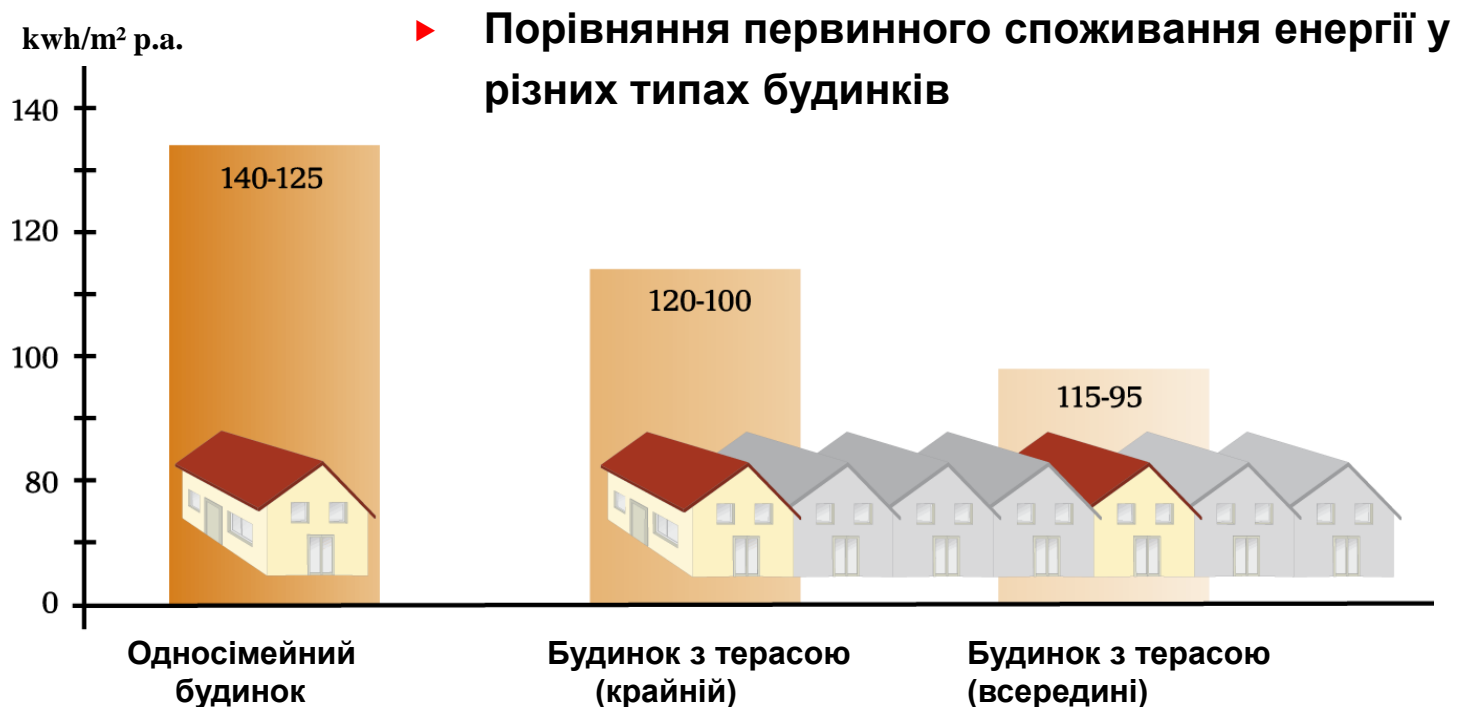 kwh/m² p.a.
Порівняння первинного споживання енергії у
різних типах будинків
140
120
100
80
0
140-125
120-100
115-95
Односімейний
будинок
Будинок з терасою
(крайній)
Будинок з терасою
(всередині)